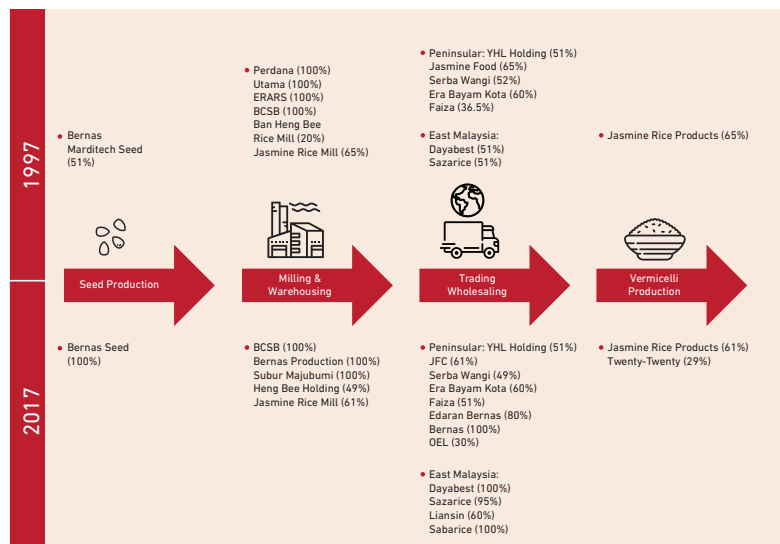 1997
Bernas
Marditech Seed
(51%)
Perdana (100%)
Utama (100%)
ERARS (100%)
BCSB (100%)
Ban Heng Bee
Rice Mill (20%)
Jasmine Rice Mill (65%)
Peninsular: YHL Holding (51%)
Jasmine Food (65%)
Serba Wangi (52%)
Era Bayam Kota (60%)
Faiza (36.5%)
East Malaysia:
Dayabest (51%)
Sazarice (51%)
Jasmine Rice Products (65%)
Seed Production
Milling &
Warehousing
Trading
Wholesaling
Vermicelli
Production
2017
Bernas Seed
(100%)
BCSB (100%)
Bernas Production (100%)
Subur Majubumi (100%)
Heng Bee Holding (49%)
Jasmine Rice Mill (61%)
Peninsular: YHL Holding (51%)
JFC (61%)
Serba Wangi (49%)
Era Bayam Kota (60%)
Faiza (51%)
Edaran Bernas (80%)
Bernas (100%)
OEL (30%)
East Malaysia:
Dayabest (100%)
Sazarice (95%)
Liansin (60%)
Sabarice (100%)
Jasmine Rice Products (61%)
Twenty-Twenty (29%)